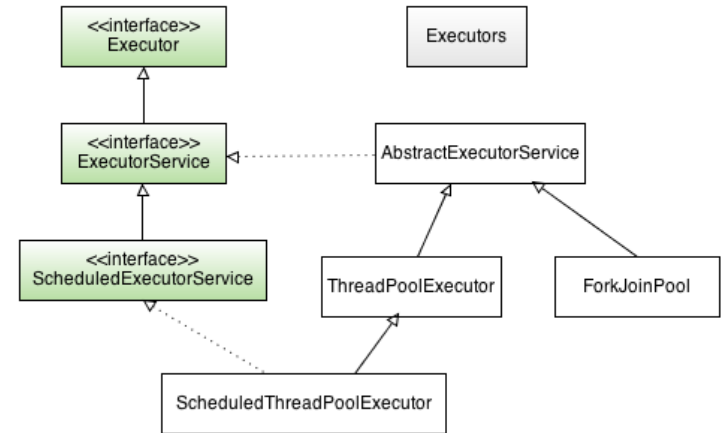 <<interface>>
Executor
Executors
<<interface>>
ExecutorService
AbstractExecutorService
<<interface>>
ScheduledExecutorService
ThreadPoolExecutor
ForkJoinPool
ScheduledThreadPoolExecutor